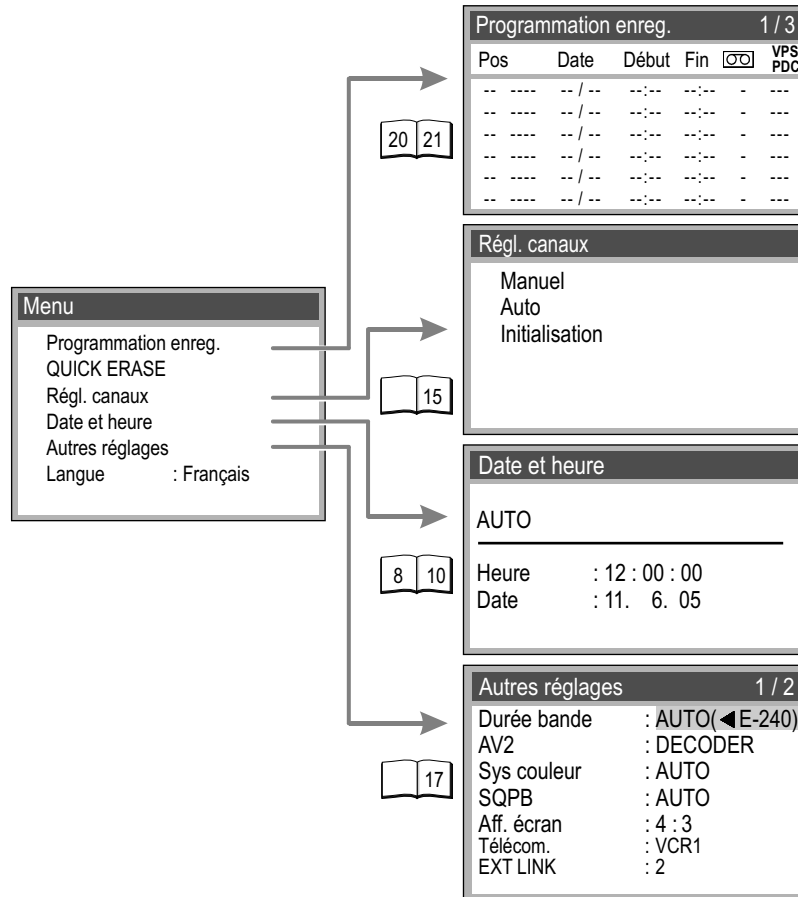 Programmation enreg. 1 / 3
Pos Date Début Fin VPS PDC
-- ---- -- / -- --:-- --:-- - ---
-- ---- -- / -- --:-- --:-- - ---
-- ---- -- / -- --:-- --:-- - ---
-- ---- -- / -- --:-- --:-- - ---
-- ---- -- / -- --:-- --:-- - ---
-- ---- -- / -- --:-- --:-- - ---
20 21
Régl. canaux
Manuel
Auto
Initialisation
15
Menu
Programmation enreg.
QUICK ERASE
Régl. canaux
Date et heure
Autres réglages
Langue : Français
Date et heure
AUTO
Heure : 12 : 00 : 00
Date : 11. 6. 05
8 10
Autres réglages 1 / 2
Durée bande : AUTO(◀E-240)
AV2 : DECODER
Sys couleur : AUTO
SQPB : AUTO
Aff. écran : 4 : 3
Télécom. : VCR1
EXT LINK : 2
17